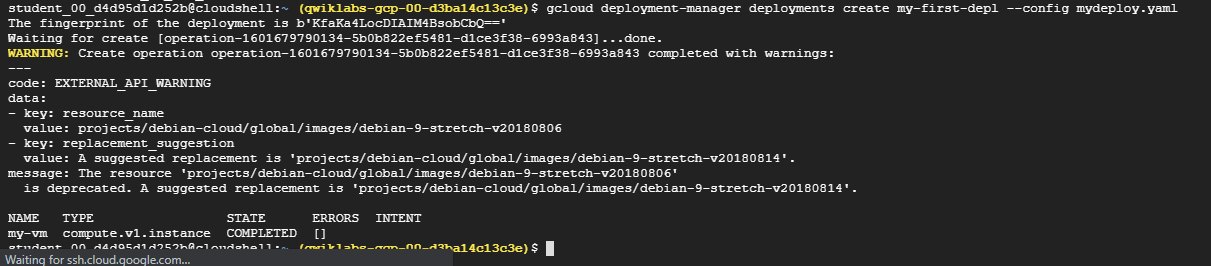 student_00_d4d95d1d252b@cloudshell:~ (qwiklabs-gcp-00-d3ba14c13c3e)$ gcloud deployment-manager deployments create my-first-depl --config mydeploy.yaml
The fingerprint of the deployment is b'KfaKa4LocDIAIM4BsobCbQ=='
Waiting for create [operation-1601679790134-5b0b822ef5481-d1ce3f38-6993a843]...done.
WARNING: Create operation operation-1601679790134-5b0b822ef5481-d1ce3f38-6993a843 completed with warnings:
---
code: EXTERNAL_API_WARNING
data:
- key: resource_name
  value: projects/debian-cloud/global/images/debian-9-stretch-v20180806
- key: replacement_suggestion
  value: A suggested replacement is 'projects/debian-cloud/global/images/debian-9-stretch-v20180814'.
message: The resource 'projects/debian-cloud/global/images/debian-9-stretch-v20180806'
  is deprecated. A suggested replacement is 'projects/debian-cloud/global/images/debian-9-stretch-v20180814'.
NAME   TYPE                 STATE      ERRORS  INTENT
my-vm  compute.v1.instance  COMPLETED  []
student_00_d4d95d1d252b@cloudshell:~ (qwiklabs-gcp-00-d3ba14c13c3e)$
Waiting for ssh.cloud.google.com...